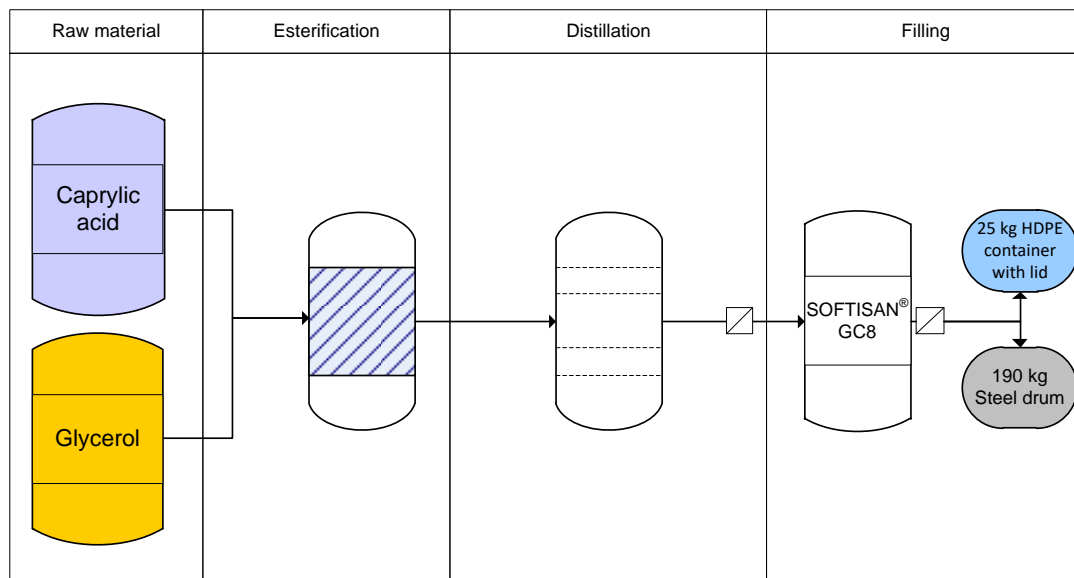 Raw material
Esterification
Distillation
Filling
Caprylic
acid
Glycerol
SOFTISAN®
GC8
25 kg HDPE
container
with lid
190 kg
Steel drum